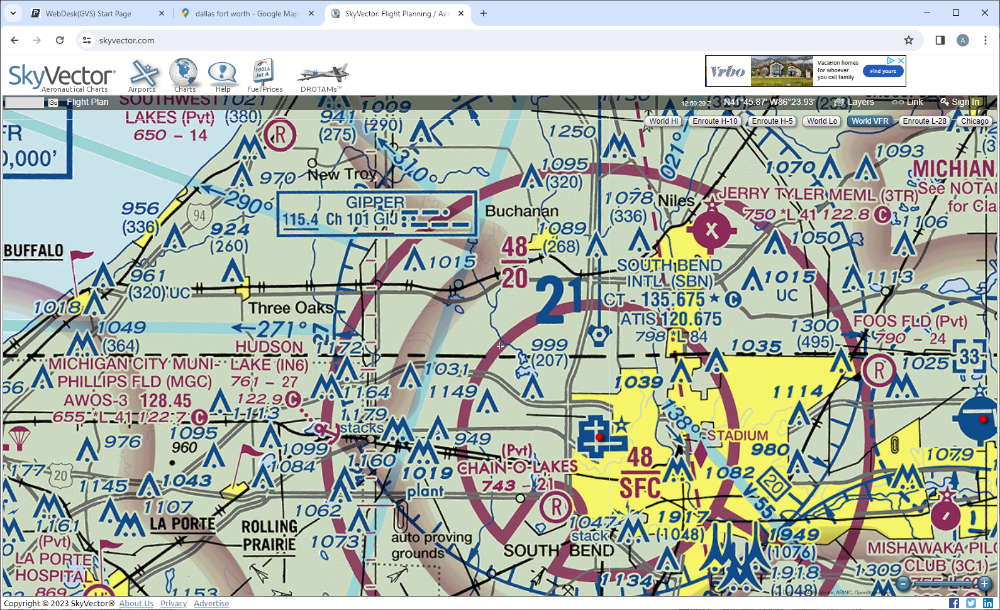 WebDesk(GVS) Start Page
dallas fort worth - Google Maps
SkyVector: Flight Planning / Aer
skyvector.com
A
SkyVector
Aeronautical Charts
Airports
Charts
Help
100LL
Jet A
Fuel Prices
DROTAMs™
Vrbo
Vacation homes
for whoever
you call family
Find yours
Go
Flight Plan
12:50:29 Z
N41°45.87' W86°23.93'
Layers
Link
Sign In
World Hi
Enroute H-10
Enroute H-5
World Lo
World VFR
Enroute L-28
Chicago
SOUTHWEST
LAKES (Pvt)
650 - 14
1021
(380)
R
941
(275)
1009
(290)
1250
FR
0,000'
970
New Troy
310°
1095
(320)
021°
1070
1093
MICHIAN
See NOTA
for Cla
290°
94
956
(336)
924
(260)
GIPPER
115.4 Ch 101 GIJ
Buchanan
1078
(336)
Niles
JERRY TYLER MEML (3TR)
750 *L 41 122.8 C
1106
1089
(268)
48
20
1050
BUFFALO
1015
961
(320) UC
21
SOUTH BEND
INTL (SBN)
CT - 135.675 ★ C
ATIS 120.675
798 *L 84
1015
UC
1113
1018
Three Oaks
1049
(364)
271°
27
1172
999
(207)
1300
(495)
1035
FOOS FLD (Pvt)
790 - 24
33
1025
R
HUDSON
LAKE (IN6)
761 - 27
122.9 C
MICHIGAN CITY MUNI-
PHILLIPS FLD (MGC)
AWOS-3 128.45
655 *L 41 122.7 C
66
1031
1149
1164
1039
1114
1113
1179
stacks
138°
STADIUM
976
1095
960
949
1099
980
1079
(Pvt)
CHAIN-O-LAKES
743 - 21
R
48
SFC
1160
1019
plant
1084
1082
20
1177
20
1145
1043
V 55
1107
1062
1161
(Pvt)
LA PORTE
HOSPITAL
869
LA PORTE
ROLLING
PRAIRIE
1073
auto proving
grounds
SOUTH BEND
1047
stack
1917
(1048)
1949
(1076)
1918
(1048)
MISHAWAKA PILO
CLUB (3C1)
1309
1134
1153
Copyright © 2023 SkyVector®
About Us
Privacy
Advertise